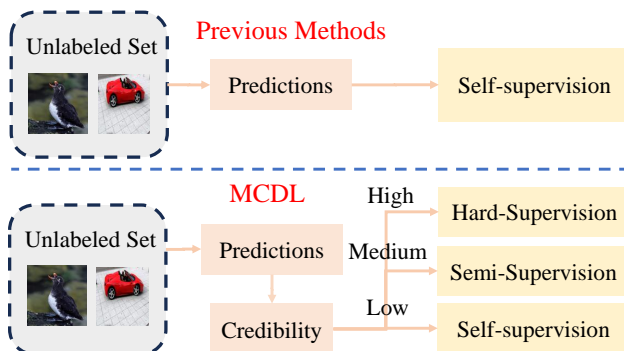 Previous Methods
Unlabeled Set
Predictions
Self-supervision
MCDL
High
Hard-Supervision
Unlabeled Set
Predictions
Medium
Semi-Supervision
Low
Credibility
Self-supervision